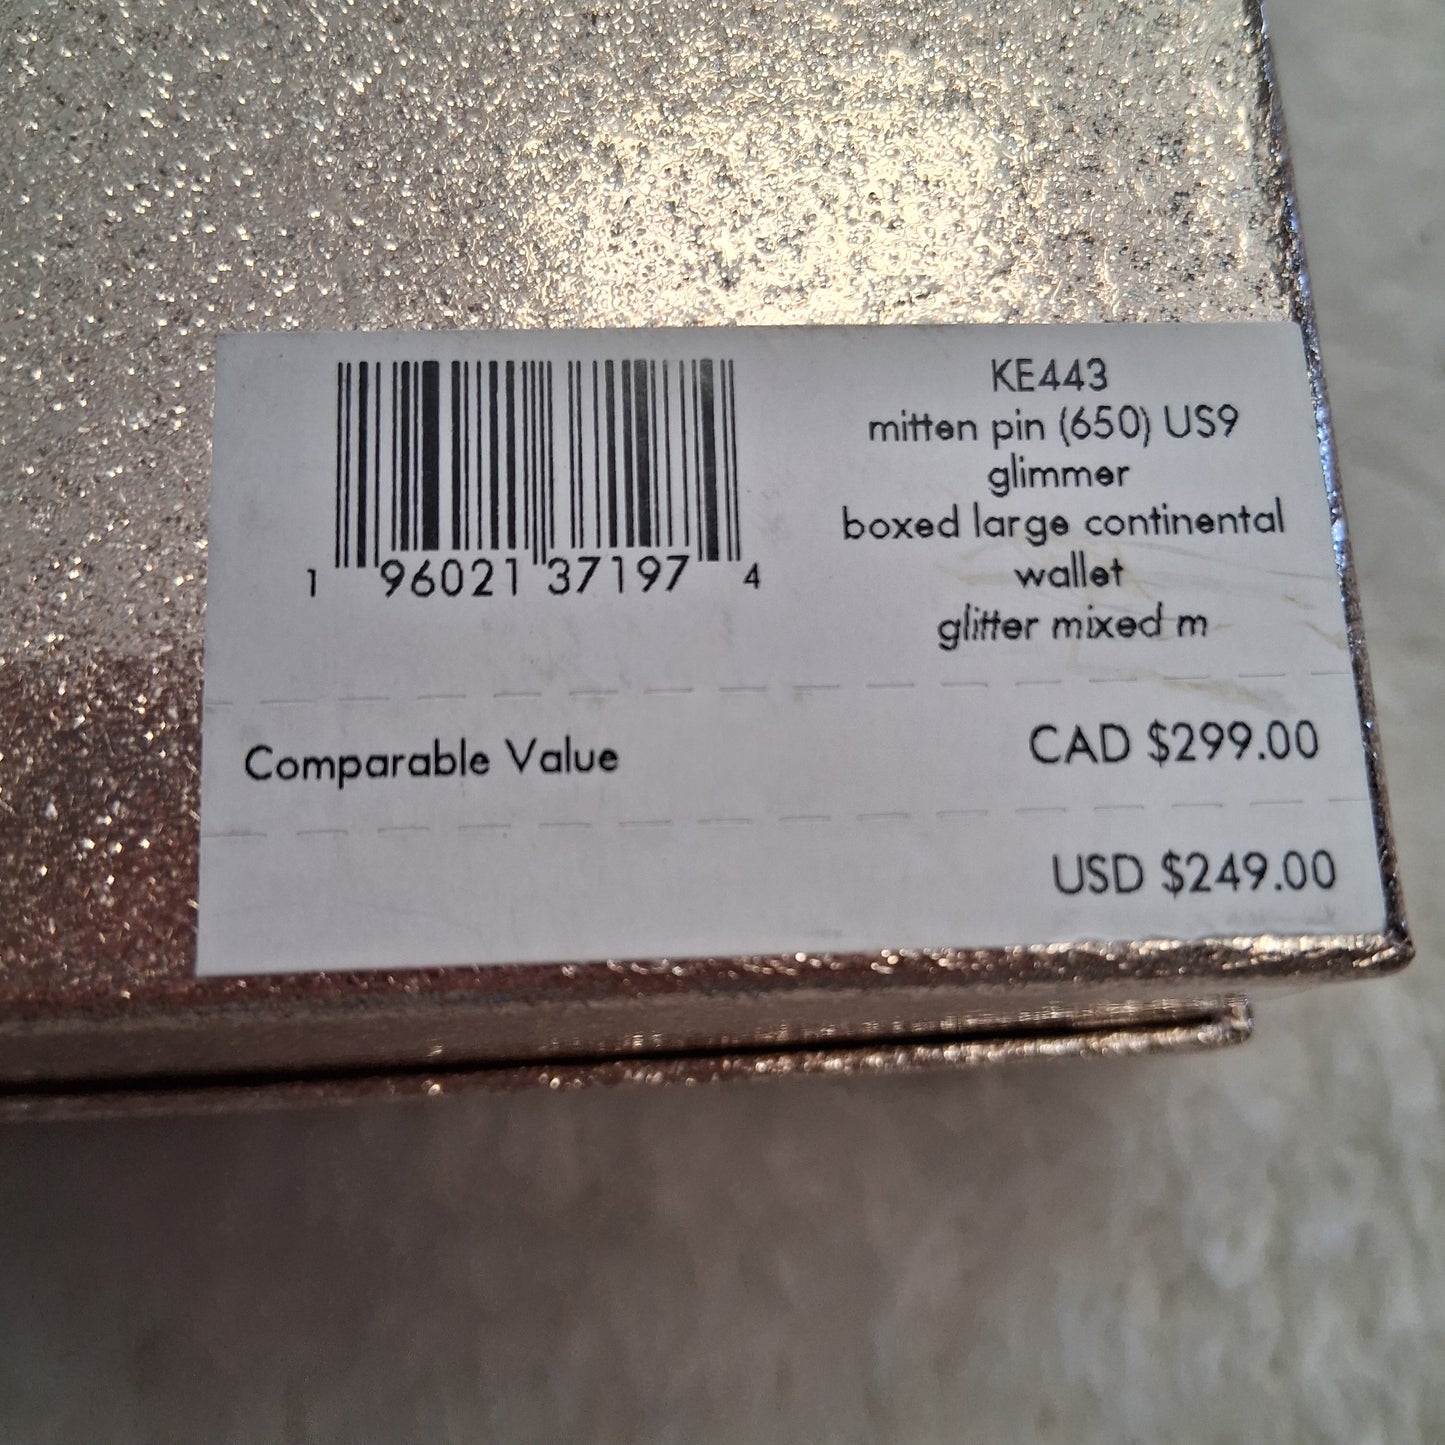 1 96021 37197 4
KE443
mitten pin (650) US9
glimmer
boxed large continental
wallet
glitter mixed m
Comparable Value CAD $299.00
USD $249.00